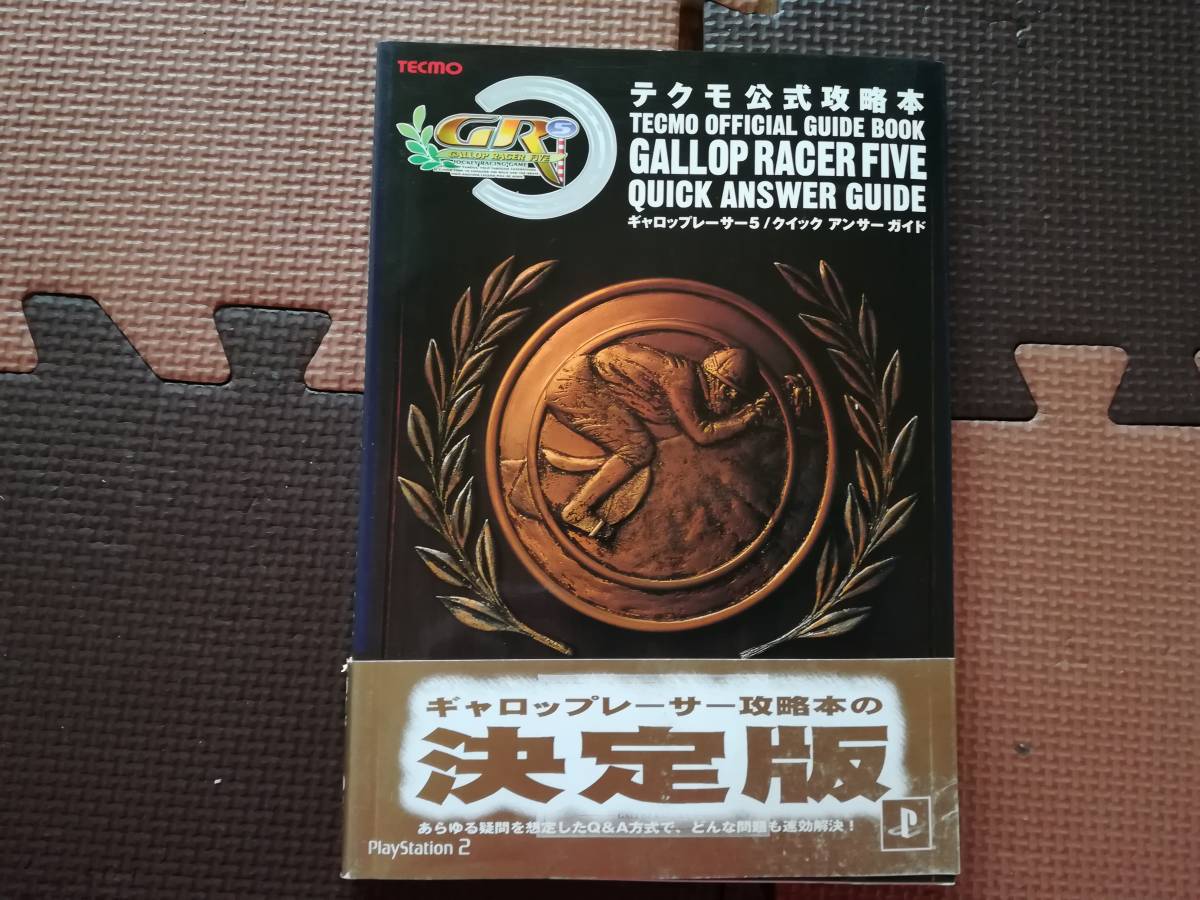 TECMO
GR5
GALLOP RACER FIVE
テクモ公式攻略本
TECMO OFFICIAL GUIDE BOOK
GALLOP RACER FIVE
QUICK ANSWER GUIDE
ギャロップレーサー5/クイック アンサー ガイド
ギャロップレーサー攻略本の
決定版
あらゆる疑問を想定したQ&A方式で、どんな問題も速効解決!
PlayStation 2